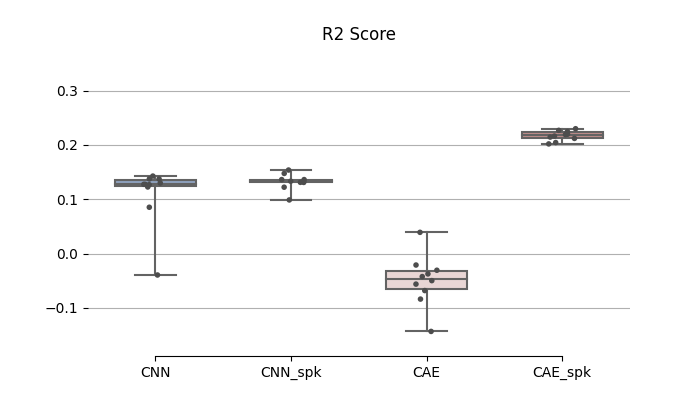 R2 Score
0.3
0.2
0.1
0.0
−0.1
CNN
CNN_spk
CAE
CAE_spk